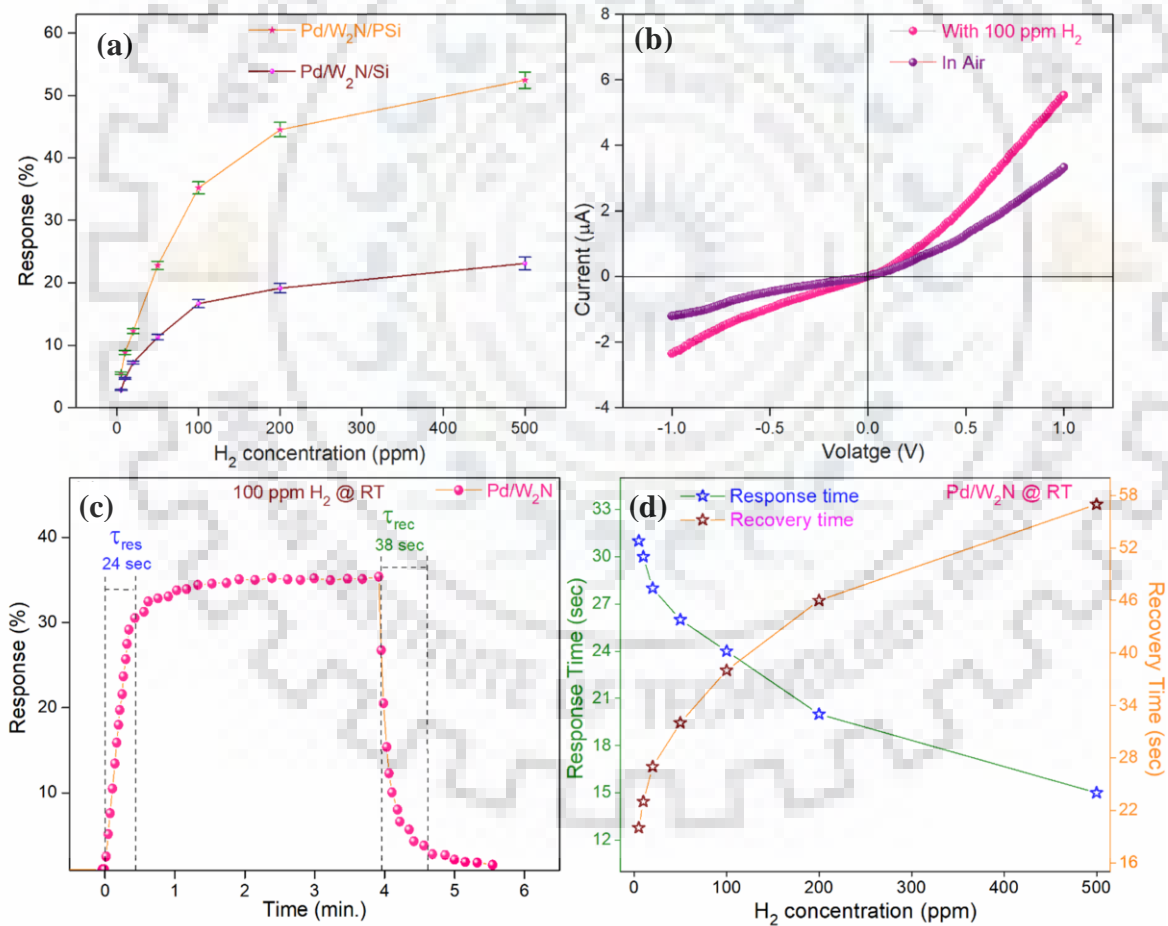 (a)
Pd/W2N/PSi
Pd/W2N/Si
Response (%)
60
50
40
30
20
10
0
0 100 200 300 400 500
H2 concentration (ppm)
(b)
With 100 ppm H2
In Air
Current (µA)
8
6
4
2
0
-2
-4
-1.0 -0.5 0.0 0.5 1.0
Volatge (V)
(c)
100 ppm H2 @ RT
Pd/W2N
τres
24 sec
τrec
38 sec
Response (%)
40
30
20
10
0 1 2 3 4 5 6
Time (min.)
(d)
Response time
Recovery time
Pd/W2N @ RT
Response Time (sec)
33
30
27
24
21
18
15
12
Recovery Time (sec)
58
52
46
40
34
28
22
16
0 100 200 300 400 500
H2 concentration (ppm)